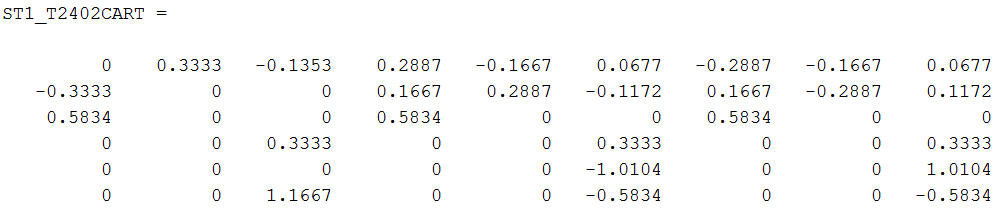 ST1_T2402CART =
0 0.3333 -0.1353 0.2887 -0.1667 0.0677 -0.2887 -0.1667 0.0677
-0.3333 0 0 0.1667 0.2887 -0.1172 0.1667 -0.2887 0.1172
0.5834 0 0 0.5834 0 0 0.5834 0 0
0 0 0.3333 0 0 0.3333 0 0 0.3333
0 0 0 0 0 -1.0104 0 0 1.0104
0 0 1.1667 0 0 -0.5834 0 0 -0.5834